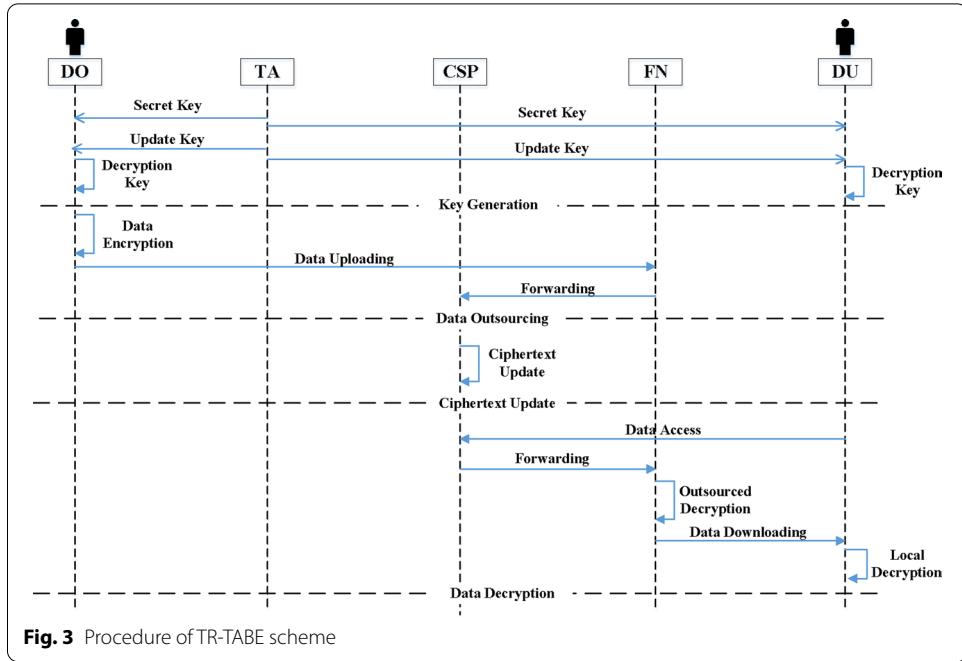 DO
TA
CSP
FN
DU
Secret Key
Secret Key
Update Key
Update Key
Decryption
Key
Decryption
Key
Key Generation
Data
Encryption
Data Uploading
Forwarding
Data Outsourcing
Ciphertext
Update
Ciphertext Update
Data Access
Forwarding
Outsourced
Decryption
Data Downloading
Local
Decryption
Data Decryption
Fig. 3 Procedure of TR-TABE scheme